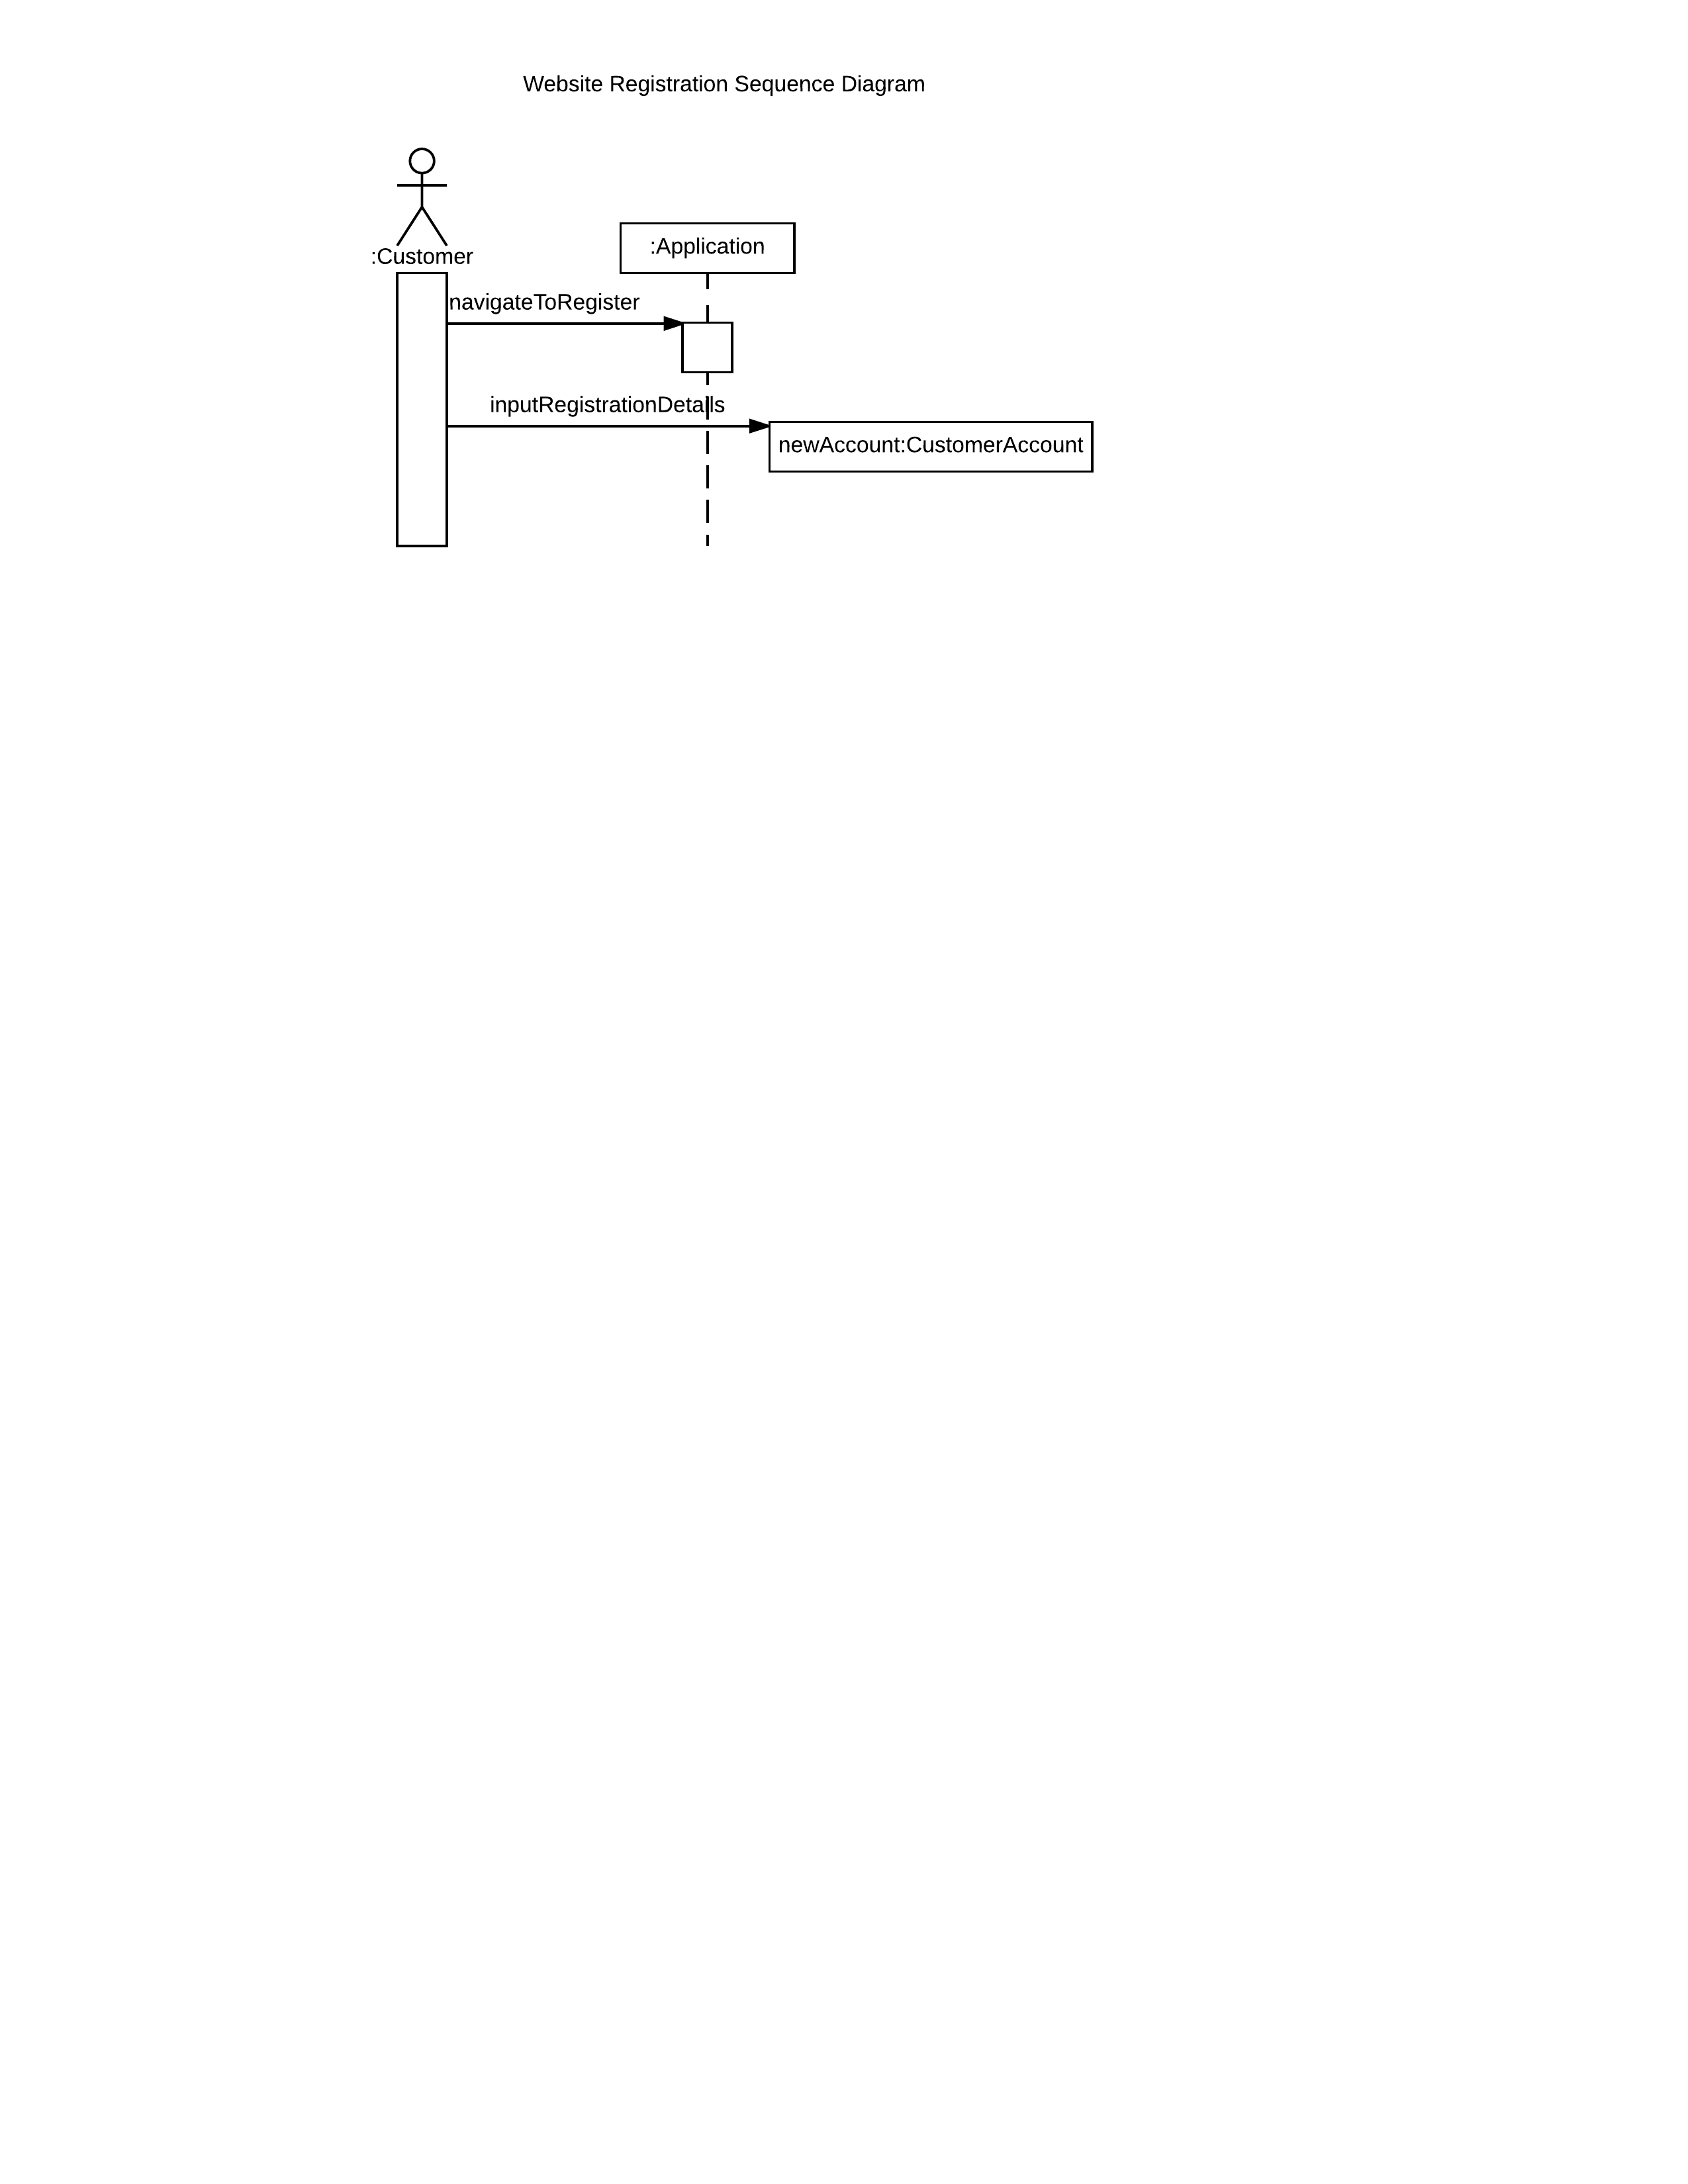 Website Registration Sequence Diagram
:Customer
:Application
navigateToRegister
inputRegistrationDetails
newAccount:CustomerAccount